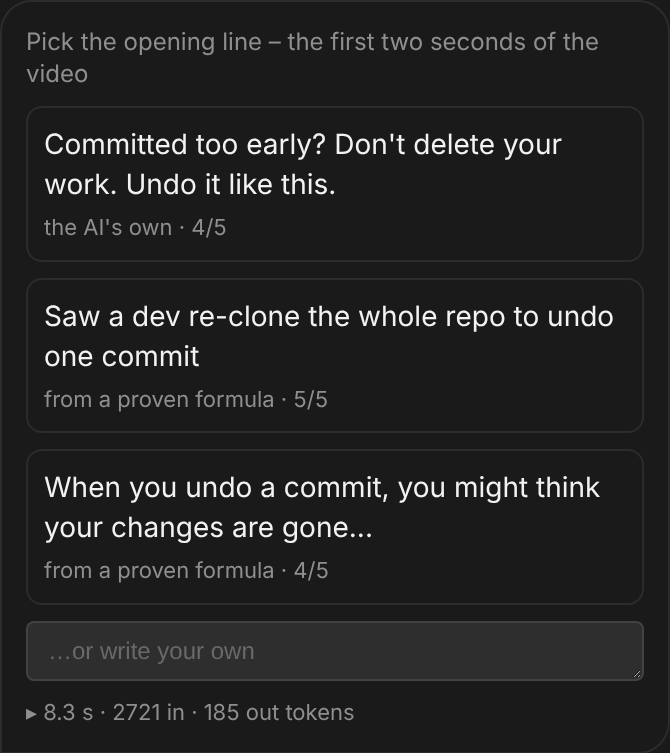 Pick the opening line – the first two seconds of the
video
Committed too early? Don't delete your
work. Undo it like this.
the AI's own · 4/5
Saw a dev re-clone the whole repo to undo
one commit
from a proven formula · 5/5
When you undo a commit, you might think
your changes are gone...
from a proven formula · 4/5
...or write your own
▸ 8.3 s · 2721 in · 185 out tokens